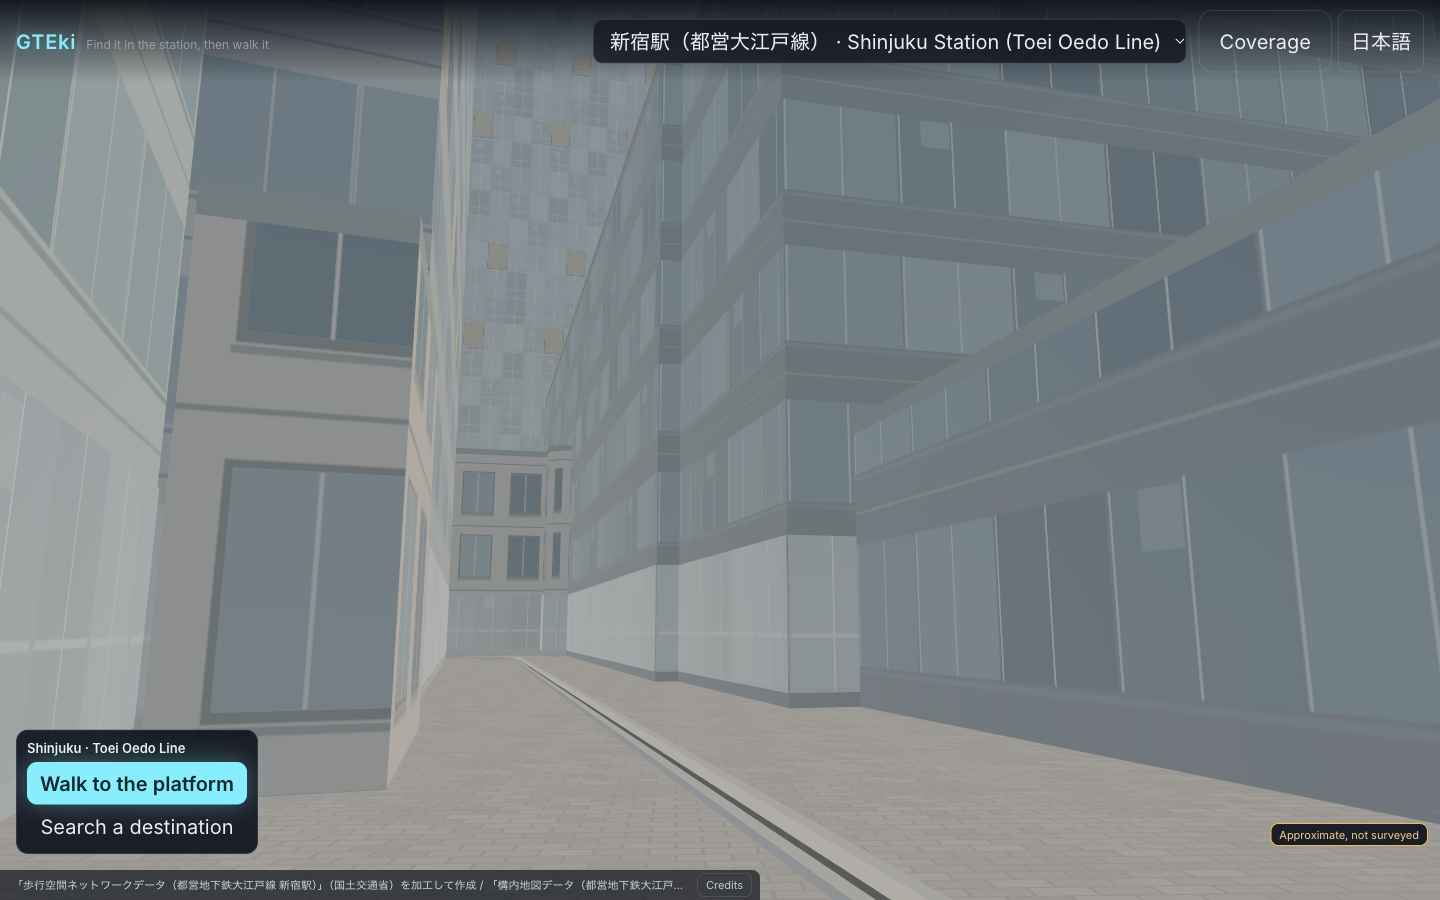 GTEki Find it in the station, then walk it
新宿駅（都営大江戸線） · Shinjuku Station (Toei Oedo Line)
Coverage
日本語
Shinjuku · Toei Oedo Line
Walk to the platform
Search a destination
Approximate, not surveyed
「歩行空間ネットワークデータ（都営地下鉄大江戸線 新宿駅）」（国土交通省）を加工して作成 / 「構内地図データ（都営地下鉄大江戸...
Credits